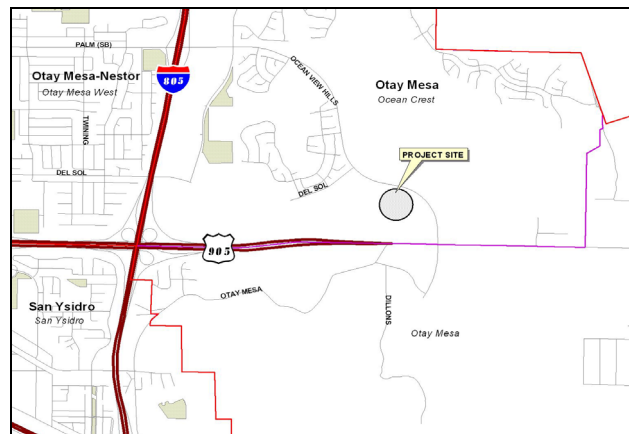 PALM (SB)
805
Otay Mesa-Nestor
Otay Mesa West
OCEAN VIEW HILLS
Otay Mesa
Ocean Crest
TWINING
PROJECT SITE
DEL SOL
DEL SOL
905
OTAY MESA
San Ysidro
San Ysidro
DILLONS
Otay Mesa